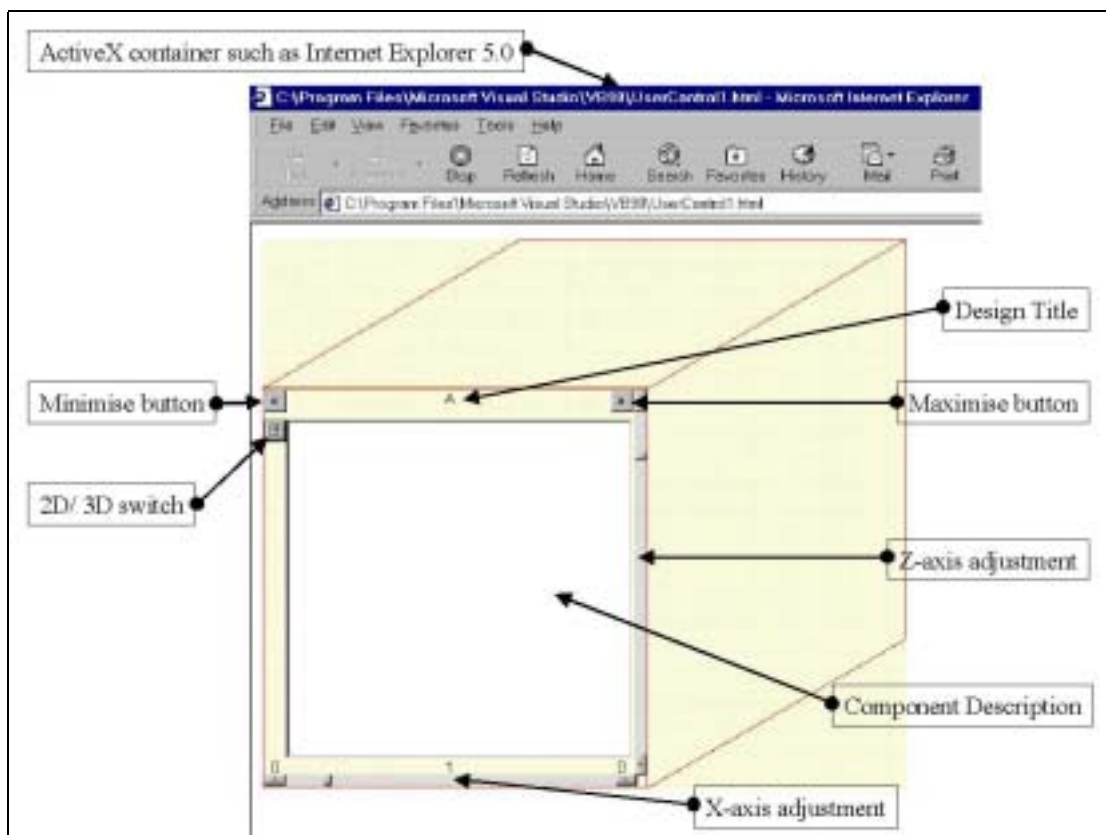 ActiveX container such as Internet Explorer 5.0
C:\Program Files\Microsoft Visual Studio\VB98\UserControl1.html - Microsoft Internet Explorer
File Edit View Favorites Tools Help
Stop Refresh Home Search Favorites History Mail Print
Address C:\Program Files\Microsoft Visual Studio\VB98\UserControl1.html
Design Title
Minimise button
A
Maximise button
2D/ 3D switch
Z-axis adjustment
Component Description
0 1 0
X-axis adjustment